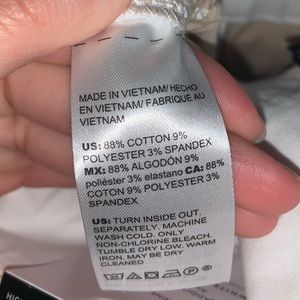 MADE IN VIETNAM/ HECHO
EN VIETNAM/ FABRIQUÉ AU
VIETNAM
US: 88% COTTON 9%
POLYESTER 3% SPANDEX
MX: 88% ALGODÓN 9%
poliéster 3% elastano CA: 88%
COTON 9% POLYESTER 3%
SPANDEX
US: TURN INSIDE OUT.
SEPARATELY. MACHINE
WASH COLD. ONLY
NON-CHLORINE BLEACH.
TUMBLE DRY LOW. WARM
IRON. MAY BE DRY
CLEANED.